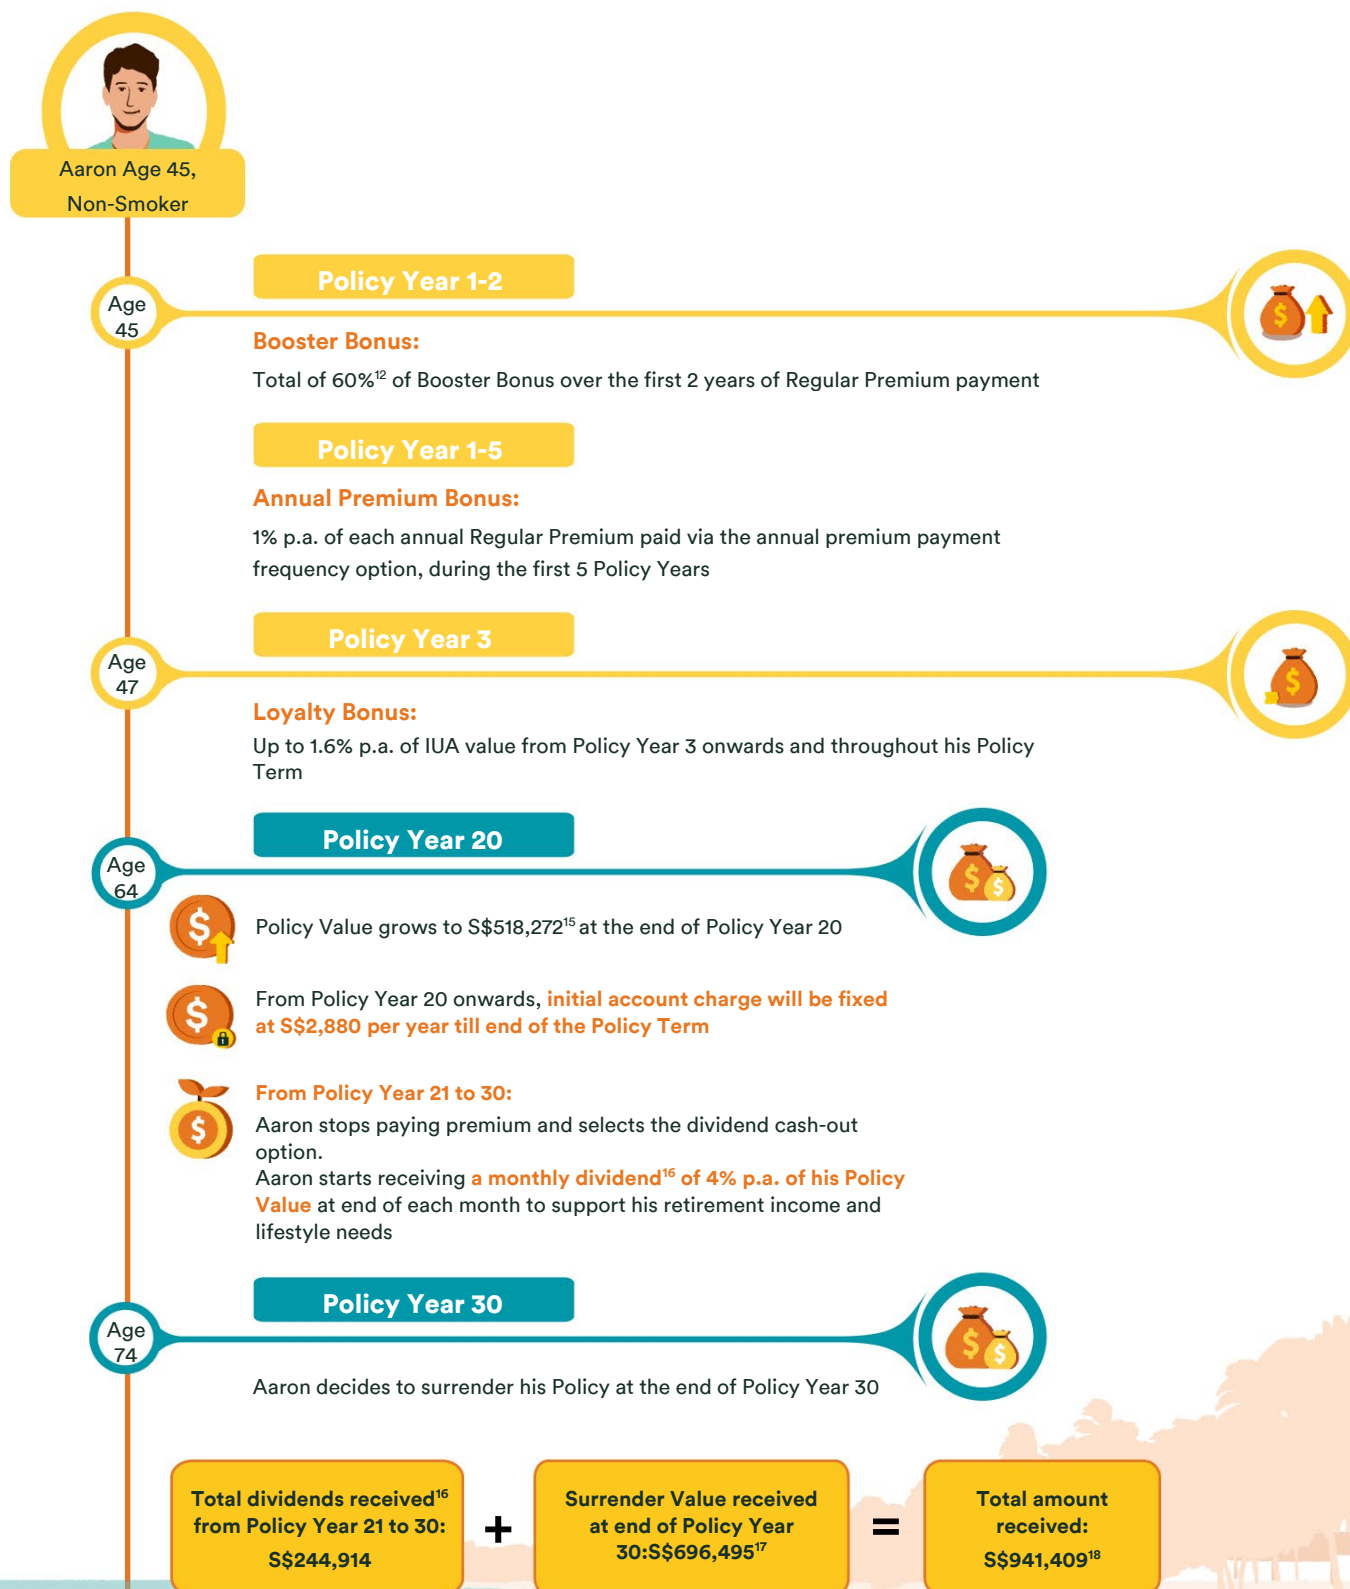 Aaron Age 45,
Non-Smoker
Policy Year 1-2
Age
45
Booster Bonus:
Total of 60%¹² of Booster Bonus over the first 2 years of Regular Premium payment
Policy Year 1-5
Annual Premium Bonus:
1% p.a. of each annual Regular Premium paid via the annual premium payment
frequency option, during the first 5 Policy Years
Policy Year 3
Age
47
Loyalty Bonus:
Up to 1.6% p.a. of IUA value from Policy Year 3 onwards and throughout his Policy
Term
Policy Year 20
Age
64
Policy Value grows to S$518,272¹⁵ at the end of Policy Year 20
From Policy Year 20 onwards, initial account charge will be fixed
at S$2,880 per year till end of the Policy Term
From Policy Year 21 to 30:
Aaron stops paying premium and selects the dividend cash-out
option.
Aaron starts receiving a monthly dividend¹⁶ of 4% p.a. of his Policy
Value at end of each month to support his retirement income and
lifestyle needs
Policy Year 30
Age
74
Aaron decides to surrender his Policy at the end of Policy Year 30
Total dividends received¹⁶
from Policy Year 21 to 30:
S$244,914
+
Surrender Value received
at end of Policy Year
30:S$696,495¹⁷
=
Total amount
received:
S$941,409¹⁸